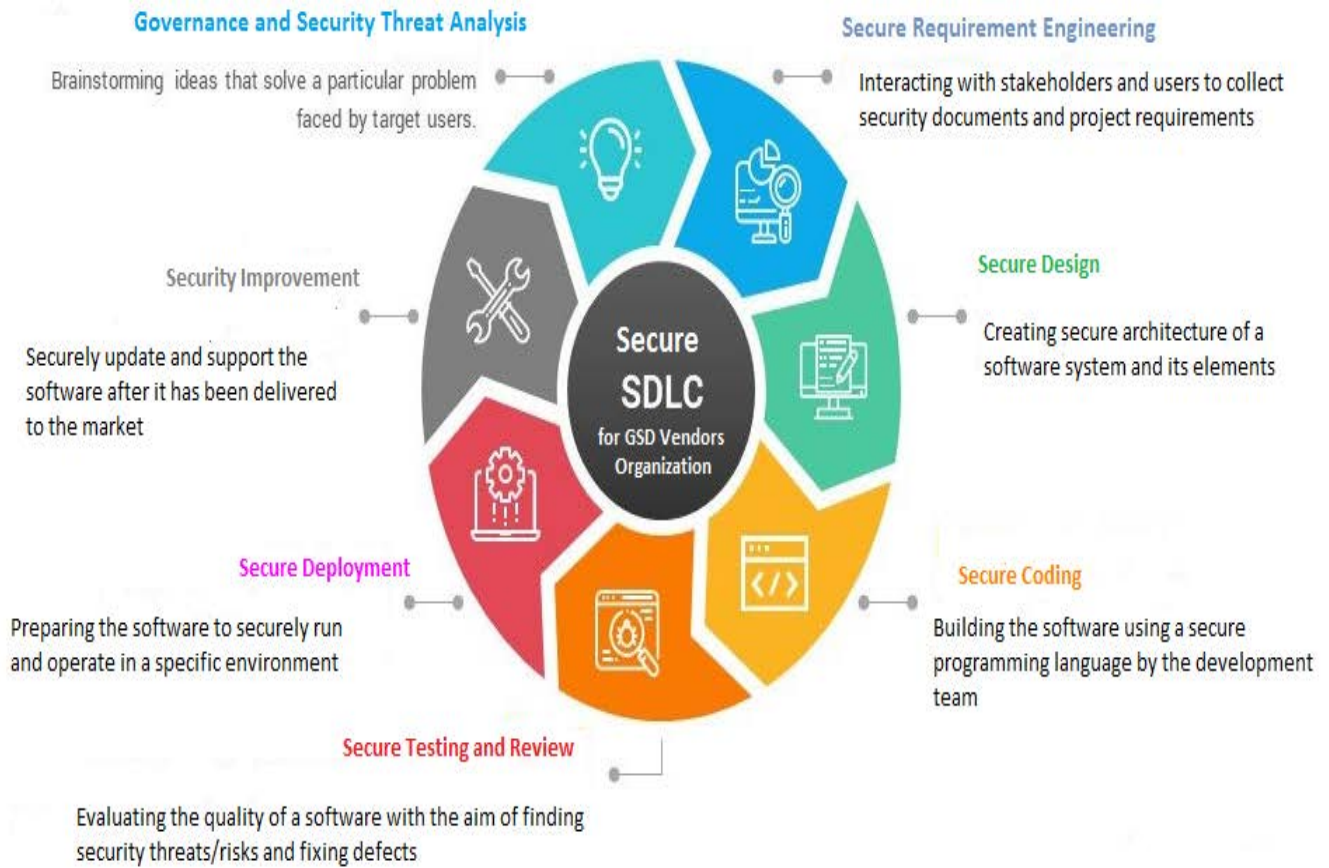 Governance and Security Threat Analysis
Brainstorming ideas that solve a particular problem
faced by target users.
Secure Requirement Engineering
Interacting with stakeholders and users to collect
security documents and project requirements
Secure Design
Creating secure architecture of a
software system and its elements
Secure Coding
Building the software using a secure
programming language by the development
team
Secure Testing and Review
Evaluating the quality of a software with the aim of finding
security threats/risks and fixing defects
Secure Deployment
Preparing the software to securely run
and operate in a specific environment
Security Improvement
Securely update and support the
software after it has been delivered
to the market
Secure
SDLC
for GSD Vendors
Organization